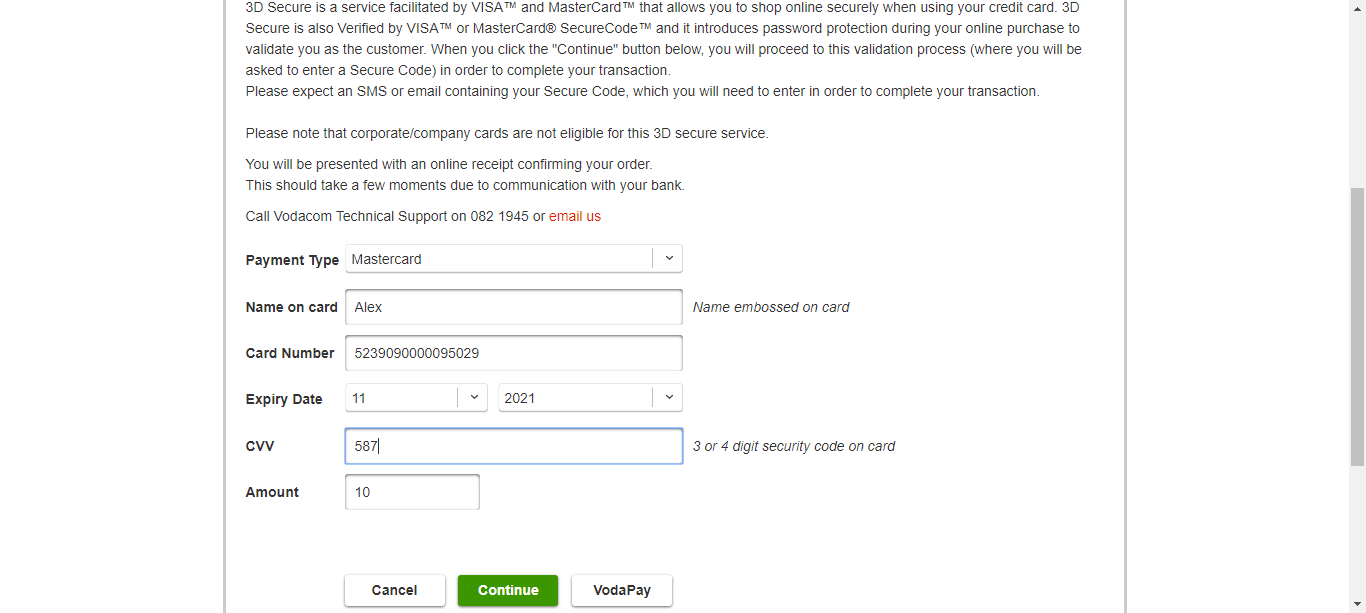 3D Secure is a service facilitated by VISA™ and MasterCard™ that allows you to shop online securely when using your credit card. 3D
Secure is also Verified by VISA™ or MasterCard® SecureCode™ and it introduces password protection during your online purchase to
validate you as the customer. When you click the "Continue" button below, you will proceed to this validation process (where you will be
asked to enter a Secure Code) in order to complete your transaction.
Please expect an SMS or email containing your Secure Code, which you will need to enter in order to complete your transaction.
Please note that corporate/company cards are not eligible for this 3D secure service.
You will be presented with an online receipt confirming your order.
This should take a few moments due to communication with your bank.
Call Vodacom Technical Support on 082 1945 or email us
Payment Type Mastercard
Name on card Alex Name embossed on card
Card Number 5239090000095029
Expiry Date 11 2021
CVV 587 3 or 4 digit security code on card
Amount 10
Cancel Continue VodaPay